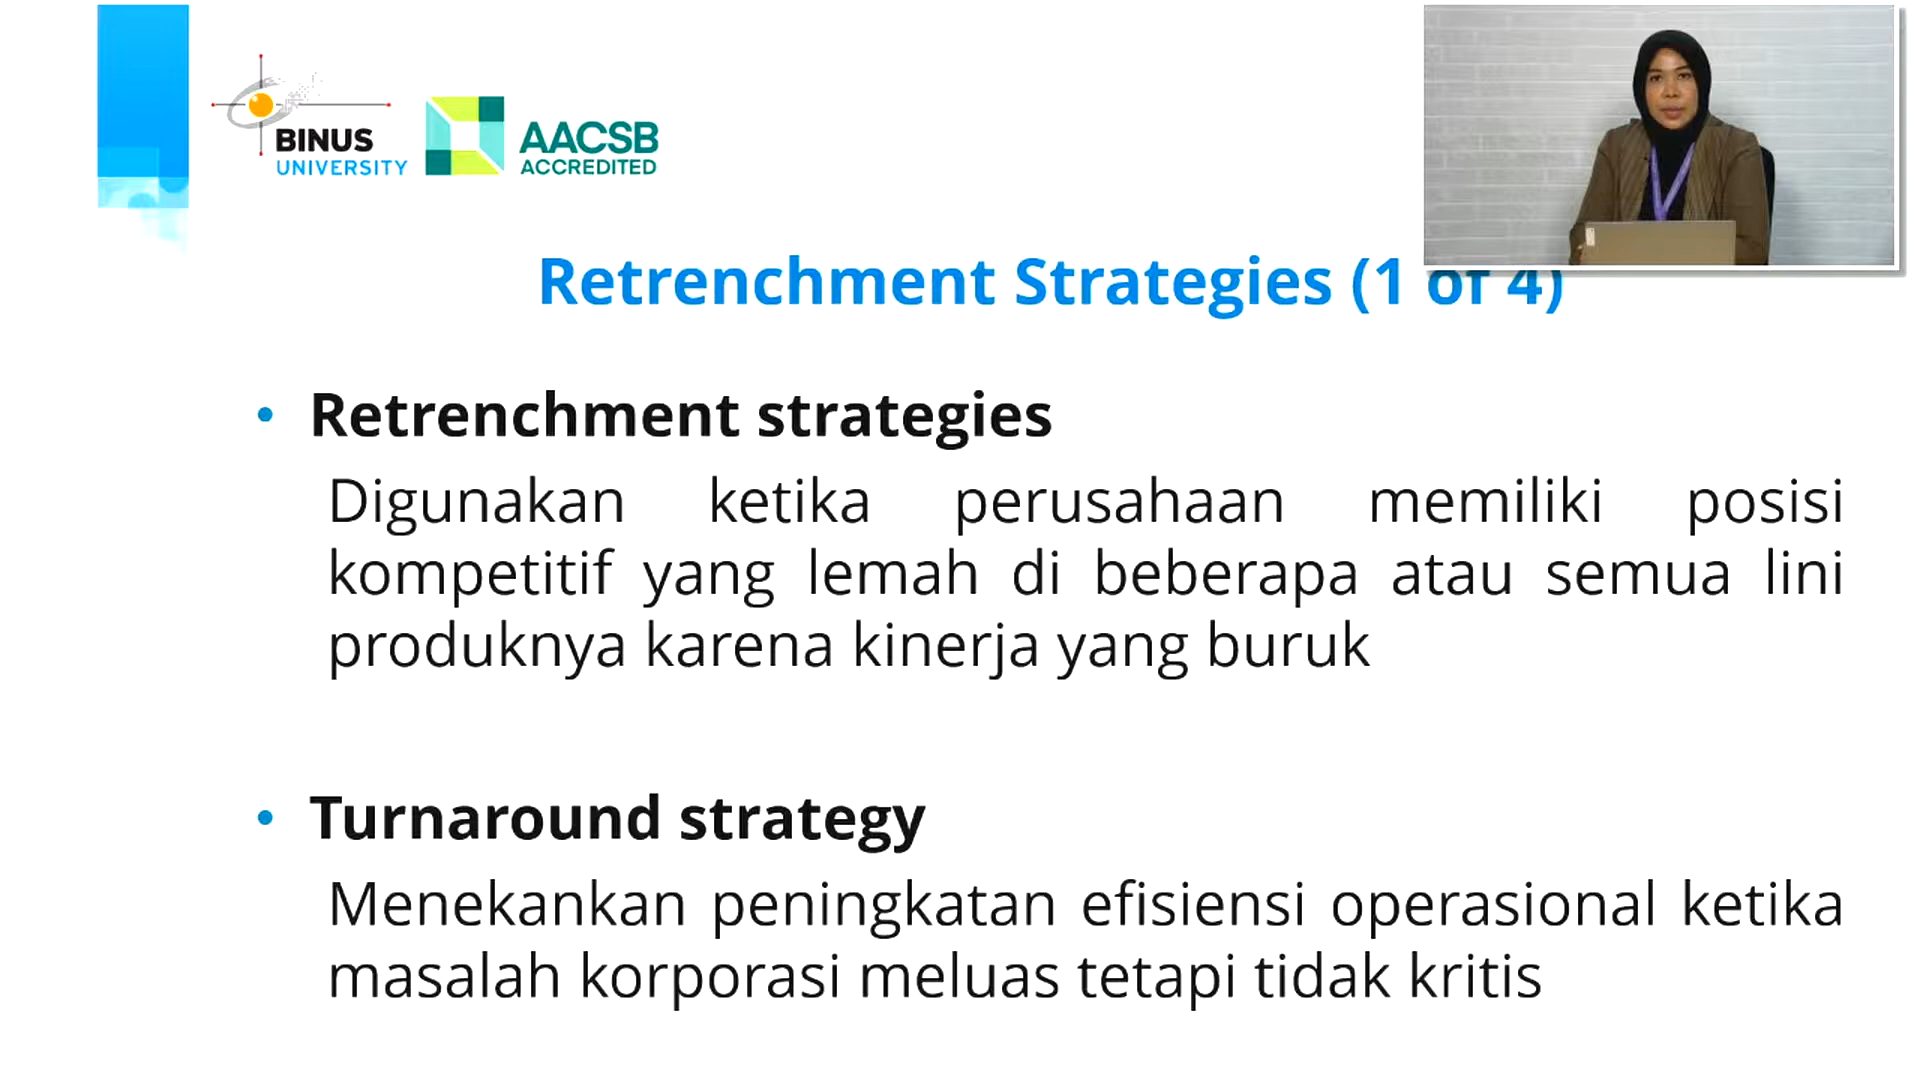 BINUS
UNIVERSITY
AACSB
ACCREDITED
Retrenchment Strategies (1 of 4)
• Retrenchment strategies
Digunakan ketika perusahaan memiliki posisi
kompetitif yang lemah di beberapa atau semua lini
produknya karena kinerja yang buruk
• Turnaround strategy
Menekankan peningkatan efisiensi operasional ketika
masalah korporasi meluas tetapi tidak kritis